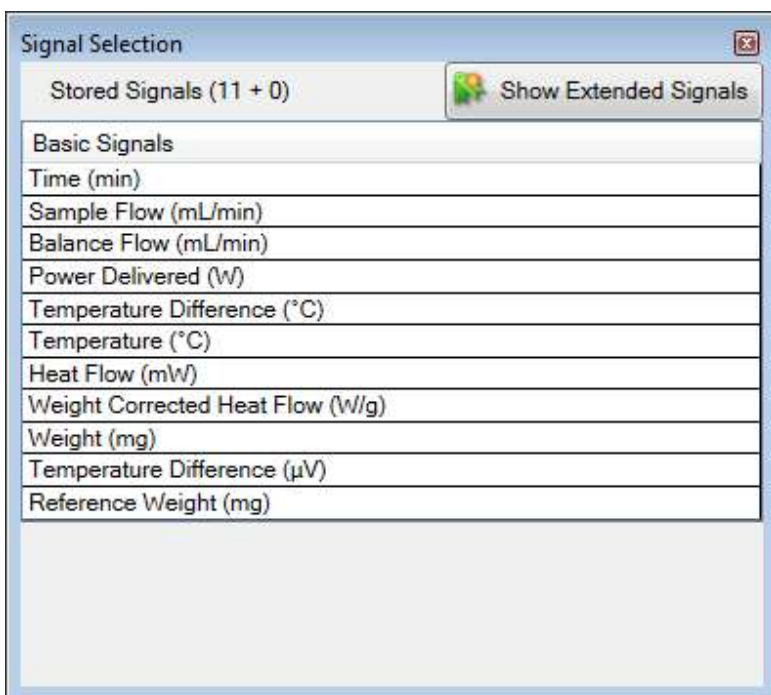 Signal Selection
Stored Signals (11 + 0)
Show Extended Signals
Basic Signals
Time (min)
Sample Flow (mL/min)
Balance Flow (mL/min)
Power Delivered (W)
Temperature Difference (°C)
Temperature (°C)
Heat Flow (mW)
Weight Corrected Heat Flow (W/g)
Weight (mg)
Temperature Difference (µV)
Reference Weight (mg)